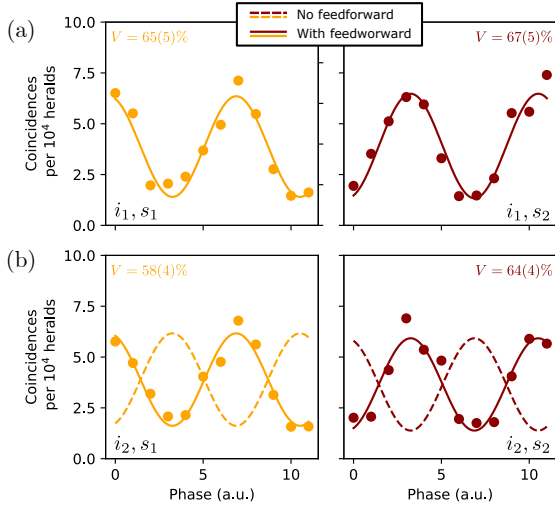 No feedforward
With feedworward
(a)
V = 65(5)%
V = 67(5)%
10.0
7.5
5.0
2.5
0.0
Coincidences
per 10⁴ heralds
i₁, s₁
i₁, s₂
(b)
V = 58(4)%
V = 64(4)%
10.0
7.5
5.0
2.5
0.0
Coincidences
per 10⁴ heralds
i₂, s₁
i₂, s₂
0 5 10
0 5 10
Phase (a.u.)
Phase (a.u.)